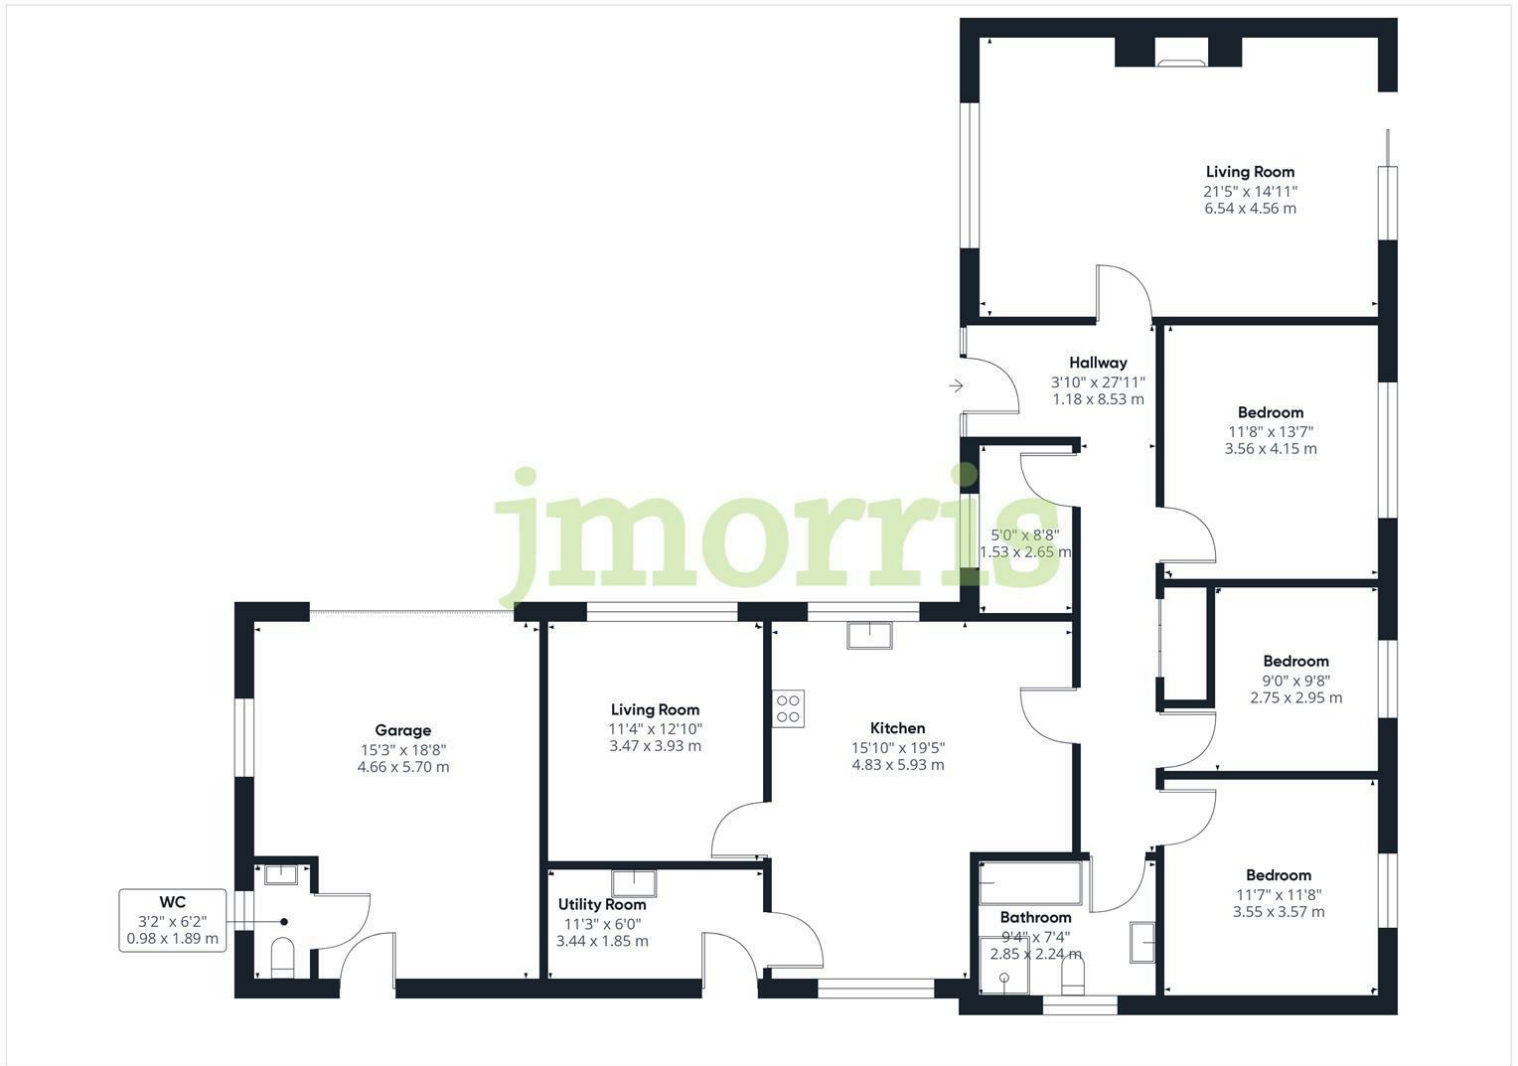 Living Room
21'5" x 14'11"
6.54 x 4.56 m
Hallway
3'10" x 27'11"
1.18 x 8.53 m
Bedroom
11'8" x 13'7"
3.56 x 4.15 m
jmorris
5'0" x 8'8"
1.53 x 2.65 m
Bedroom
9'0" x 9'8"
2.75 x 2.95 m
Living Room
11'4" x 12'10"
3.47 x 3.93 m
Garage
15'3" x 18'8"
4.66 x 5.70 m
Kitchen
15'10" x 19'5"
4.83 x 5.93 m
Bedroom
11'7" x 11'8"
3.55 x 3.57 m
WC
3'2" x 6'2"
0.98 x 1.89 m
Utility Room
11'3" x 6'0"
3.44 x 1.85 m
Bathroom
9'4" x 7'4"
2.85 x 2.24 m